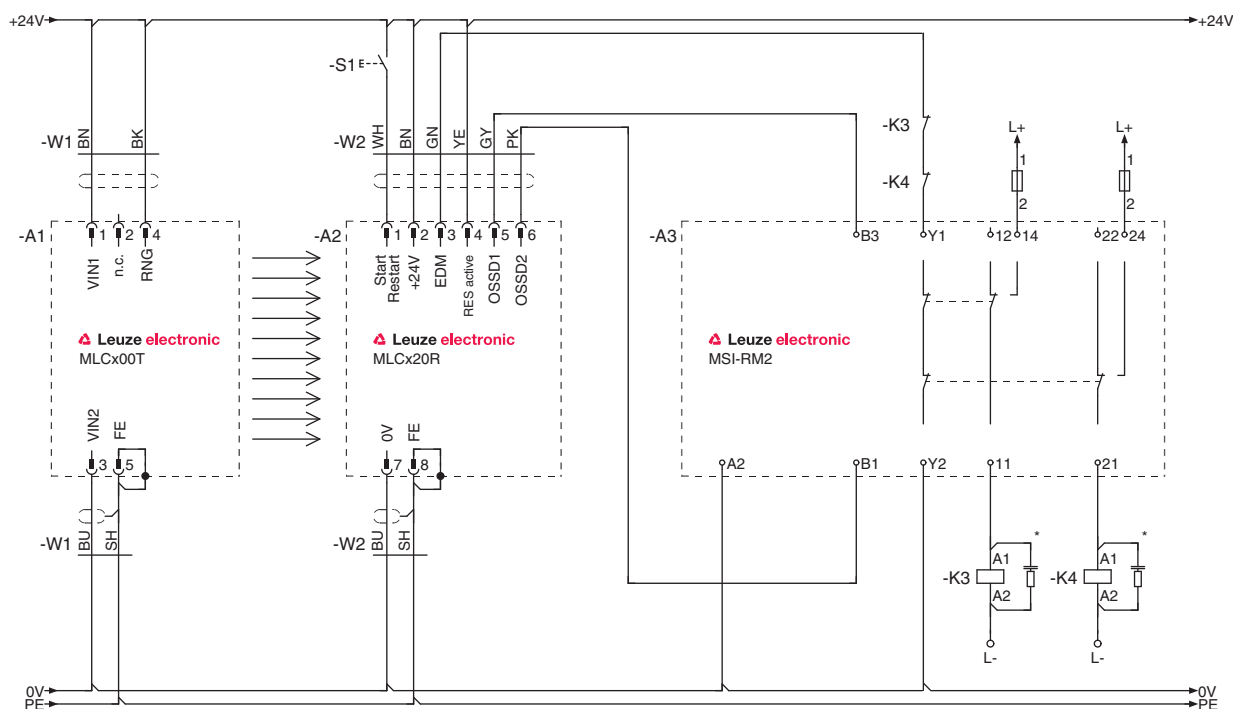 +24V
+24V
-S1
-W1
BN
BK
-W2
WH
BN
GN
YE
GY
PK
-K3
-K4
L+
1
2
L+
1
2
-A1
1
2
4
VIN1
n.c.
RNG
-A2
1
2
3
4
5
6
Start
Restart
+24V
EDM
RES active
OSSD1
OSSD2
-A3
B3
Y1
12
14
22
24
Leuze electronic
MLCx00T
Leuze electronic
MLCx20R
Leuze electronic
MSI-RM2
VIN2
FE
3
5
0V
FE
7
8
A2
B1
Y2
11
21
-W1
BU
SH
-W2
BU
SH
-K3
A1
A2
*
L-
-K4
A1
A2
*
L-
0V
PE
0V
PE